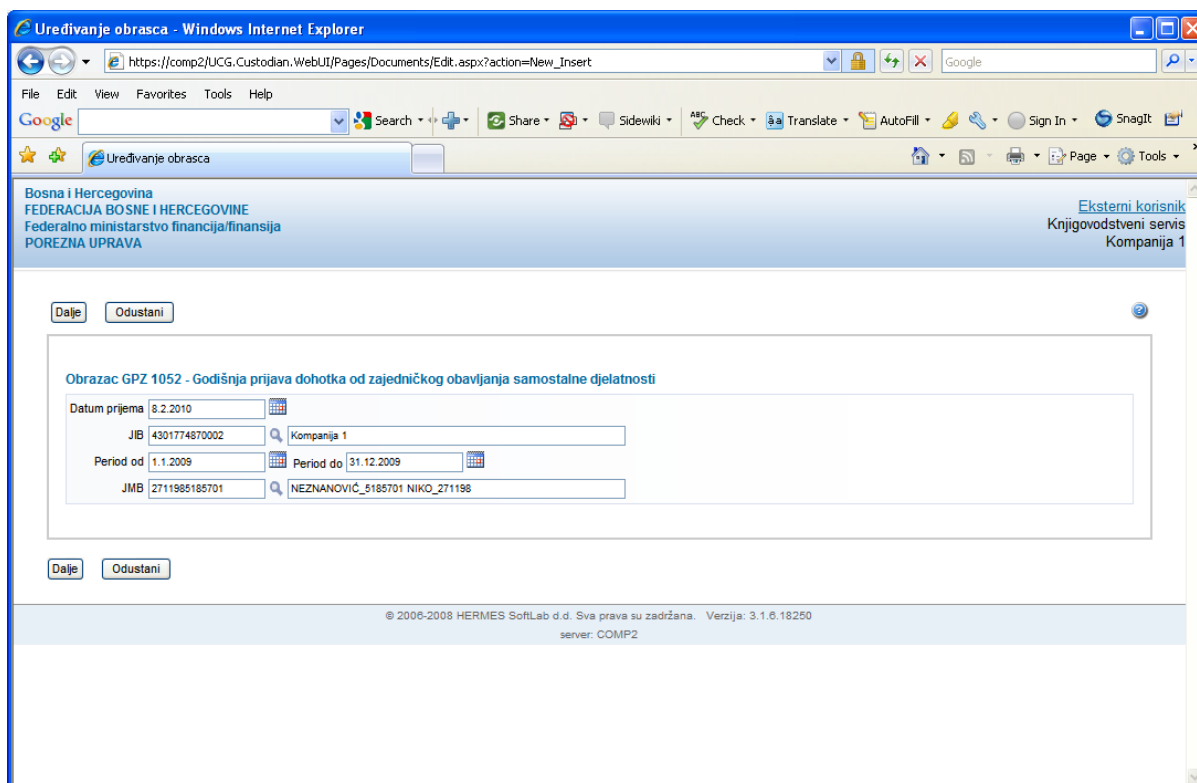 Uređivanje obrasca - Windows Internet Explorer
https://comp2/UCG.Custodian.WebUI/Pages/Documents/Edit.aspx?action=New_Insert
Google
File Edit View Favorites Tools Help
Google Search Share Sidewiki ABC Check Translate AutoFill Sign In SnagIt
Uređivanje obrasca Page Tools
Bosna i Hercegovina
FEDERACIJA BOSNE I HERCEGOVINE
Federalno ministarstvo financija/finansija
POREZNA UPRAVA
Eksterni korisnik
Knjigovodstveni servis
Kompanija 1
Dalje Odustani
Obrazac GPZ 1052 - Godišnja prijava dohotka od zajedničkog obavljanja samostalne djelatnosti
Datum prijema 8.2.2010
JIB 4301774870002 Kompanija 1
Period od 1.1.2009 Period do 31.12.2009
JMB 2711985185701 NEZNANOVIĆ_5185701 NIKO_271198
Dalje Odustani
© 2006-2008 HERMES SoftLab d.d. Sva prava su zadržana. Verzija: 3.1.6.18250
server: COMP2